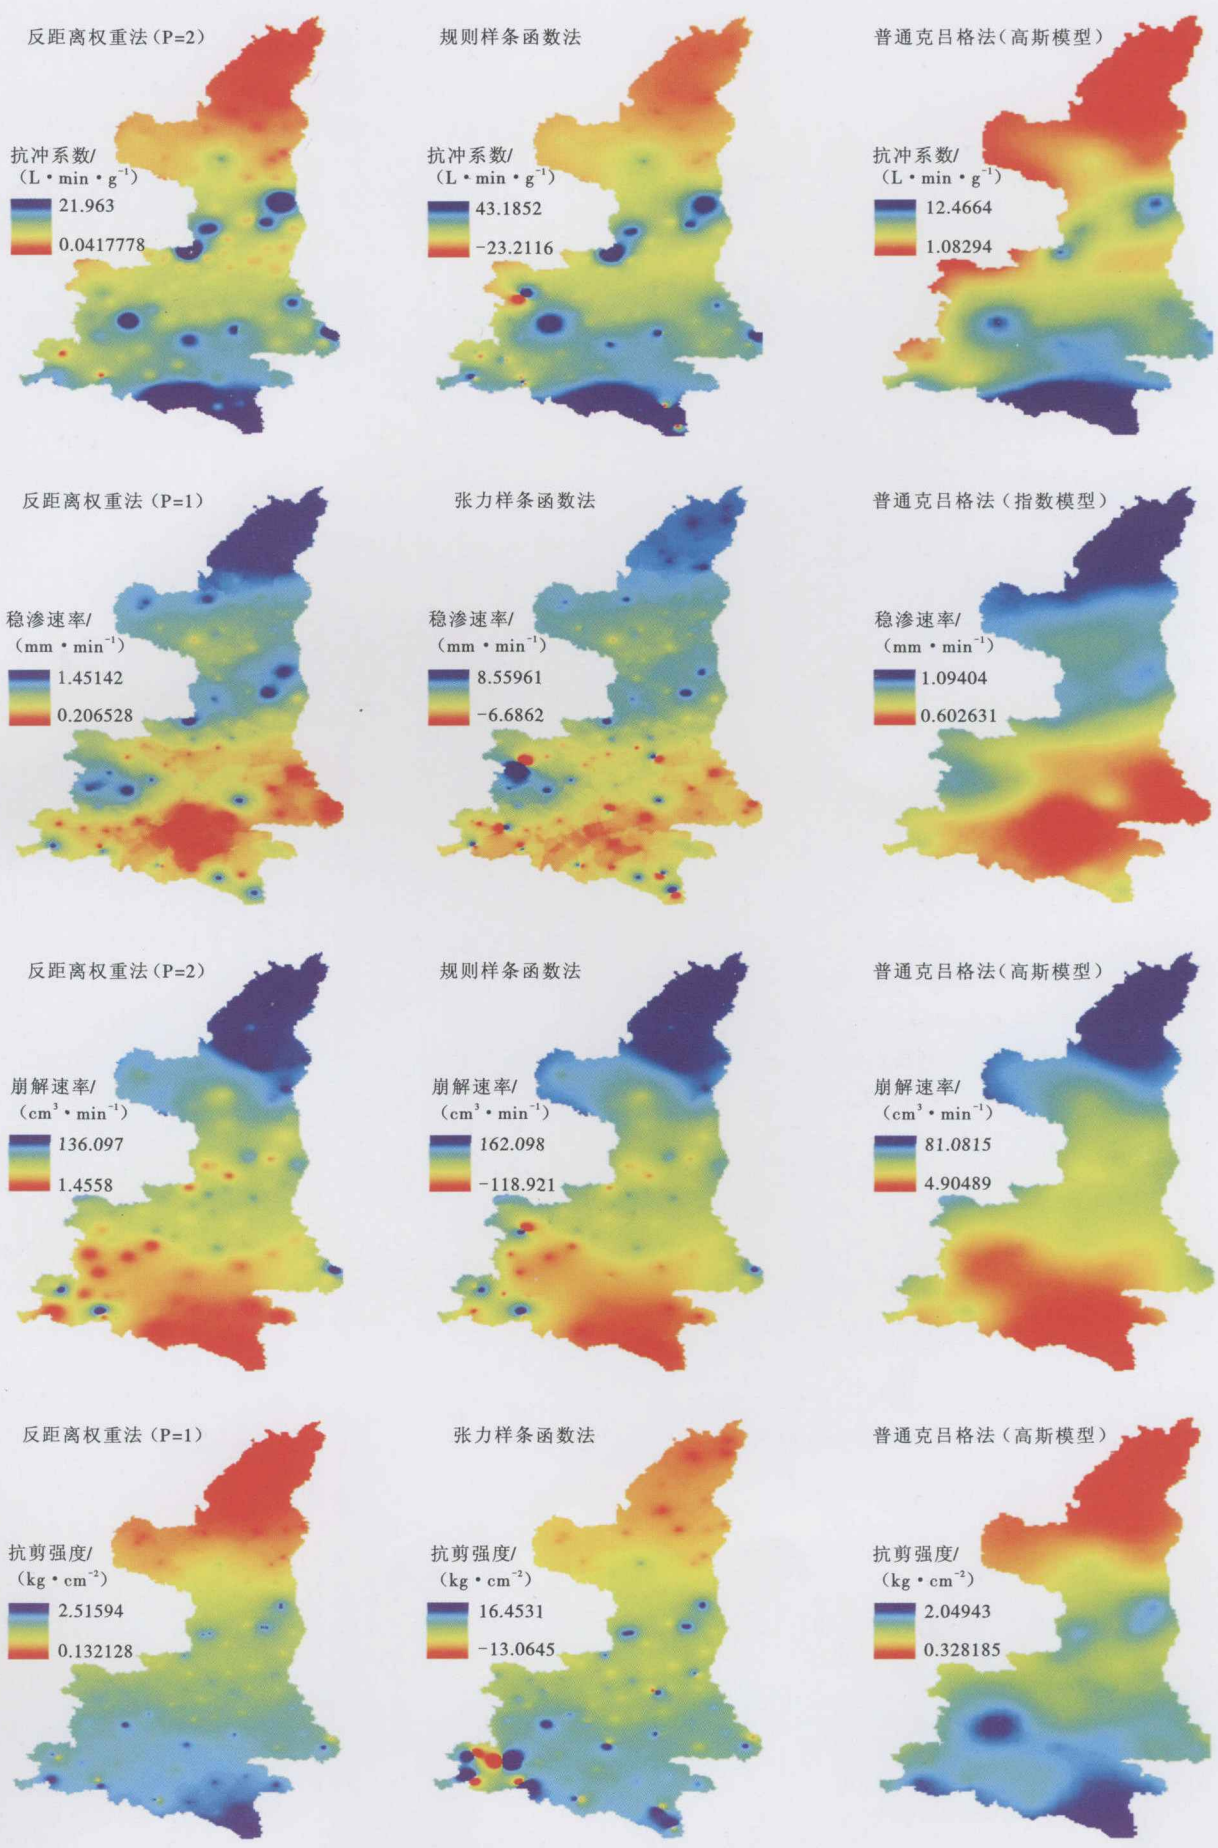 反距离权重法(P=2)
抗冲系数/
(L·min·g⁻¹)
21.963
0.0417778
规则样条函数法
抗冲系数/
(L·min·g⁻¹)
43.1852
-23.2116
普通克吕格法(高斯模型)
抗冲系数/
(L·min·g⁻¹)
12.4664
1.08294
反距离权重法(P=1)
稳渗速率/
(mm·min⁻¹)
1.45142
0.206528
张力样条函数法
稳渗速率/
(mm·min⁻¹)
8.55961
-6.6862
普通克吕格法(指数模型)
稳渗速率/
(mm·min⁻¹)
1.09404
0.602631
反距离权重法(P=2)
崩解速率/
(cm³·min⁻¹)
136.097
1.4558
规则样条函数法
崩解速率/
(cm³·min⁻¹)
162.098
-118.921
普通克吕格法(高斯模型)
崩解速率/
(cm³·min⁻¹)
81.0815
4.90489
反距离权重法(P=1)
抗剪强度/
(kg·cm⁻²)
2.51594
0.132128
张力样条函数法
抗剪强度/
(kg·cm⁻²)
16.4531
-13.0645
普通克吕格法(高斯模型)
抗剪强度/
(kg·cm⁻²)
2.04943
0.328185